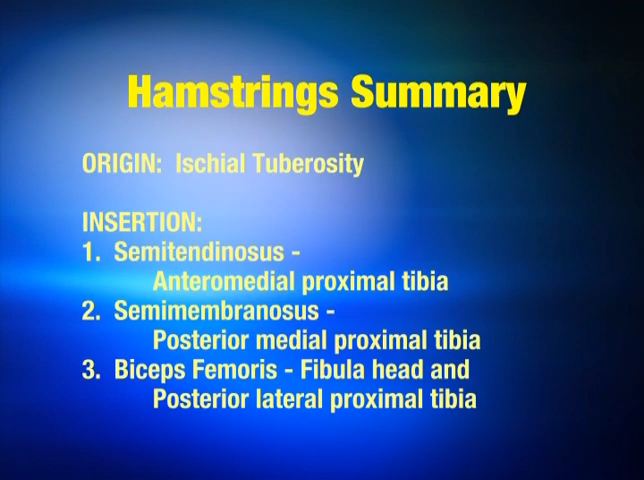 Hamstrings Summary
ORIGIN: Ischial Tuberosity
INSERTION:
1. Semitendinosus -
Anteromedial proximal tibia
2. Semimembranosus -
Posterior medial proximal tibia
3. Biceps Femoris - Fibula head and
Posterior lateral proximal tibia